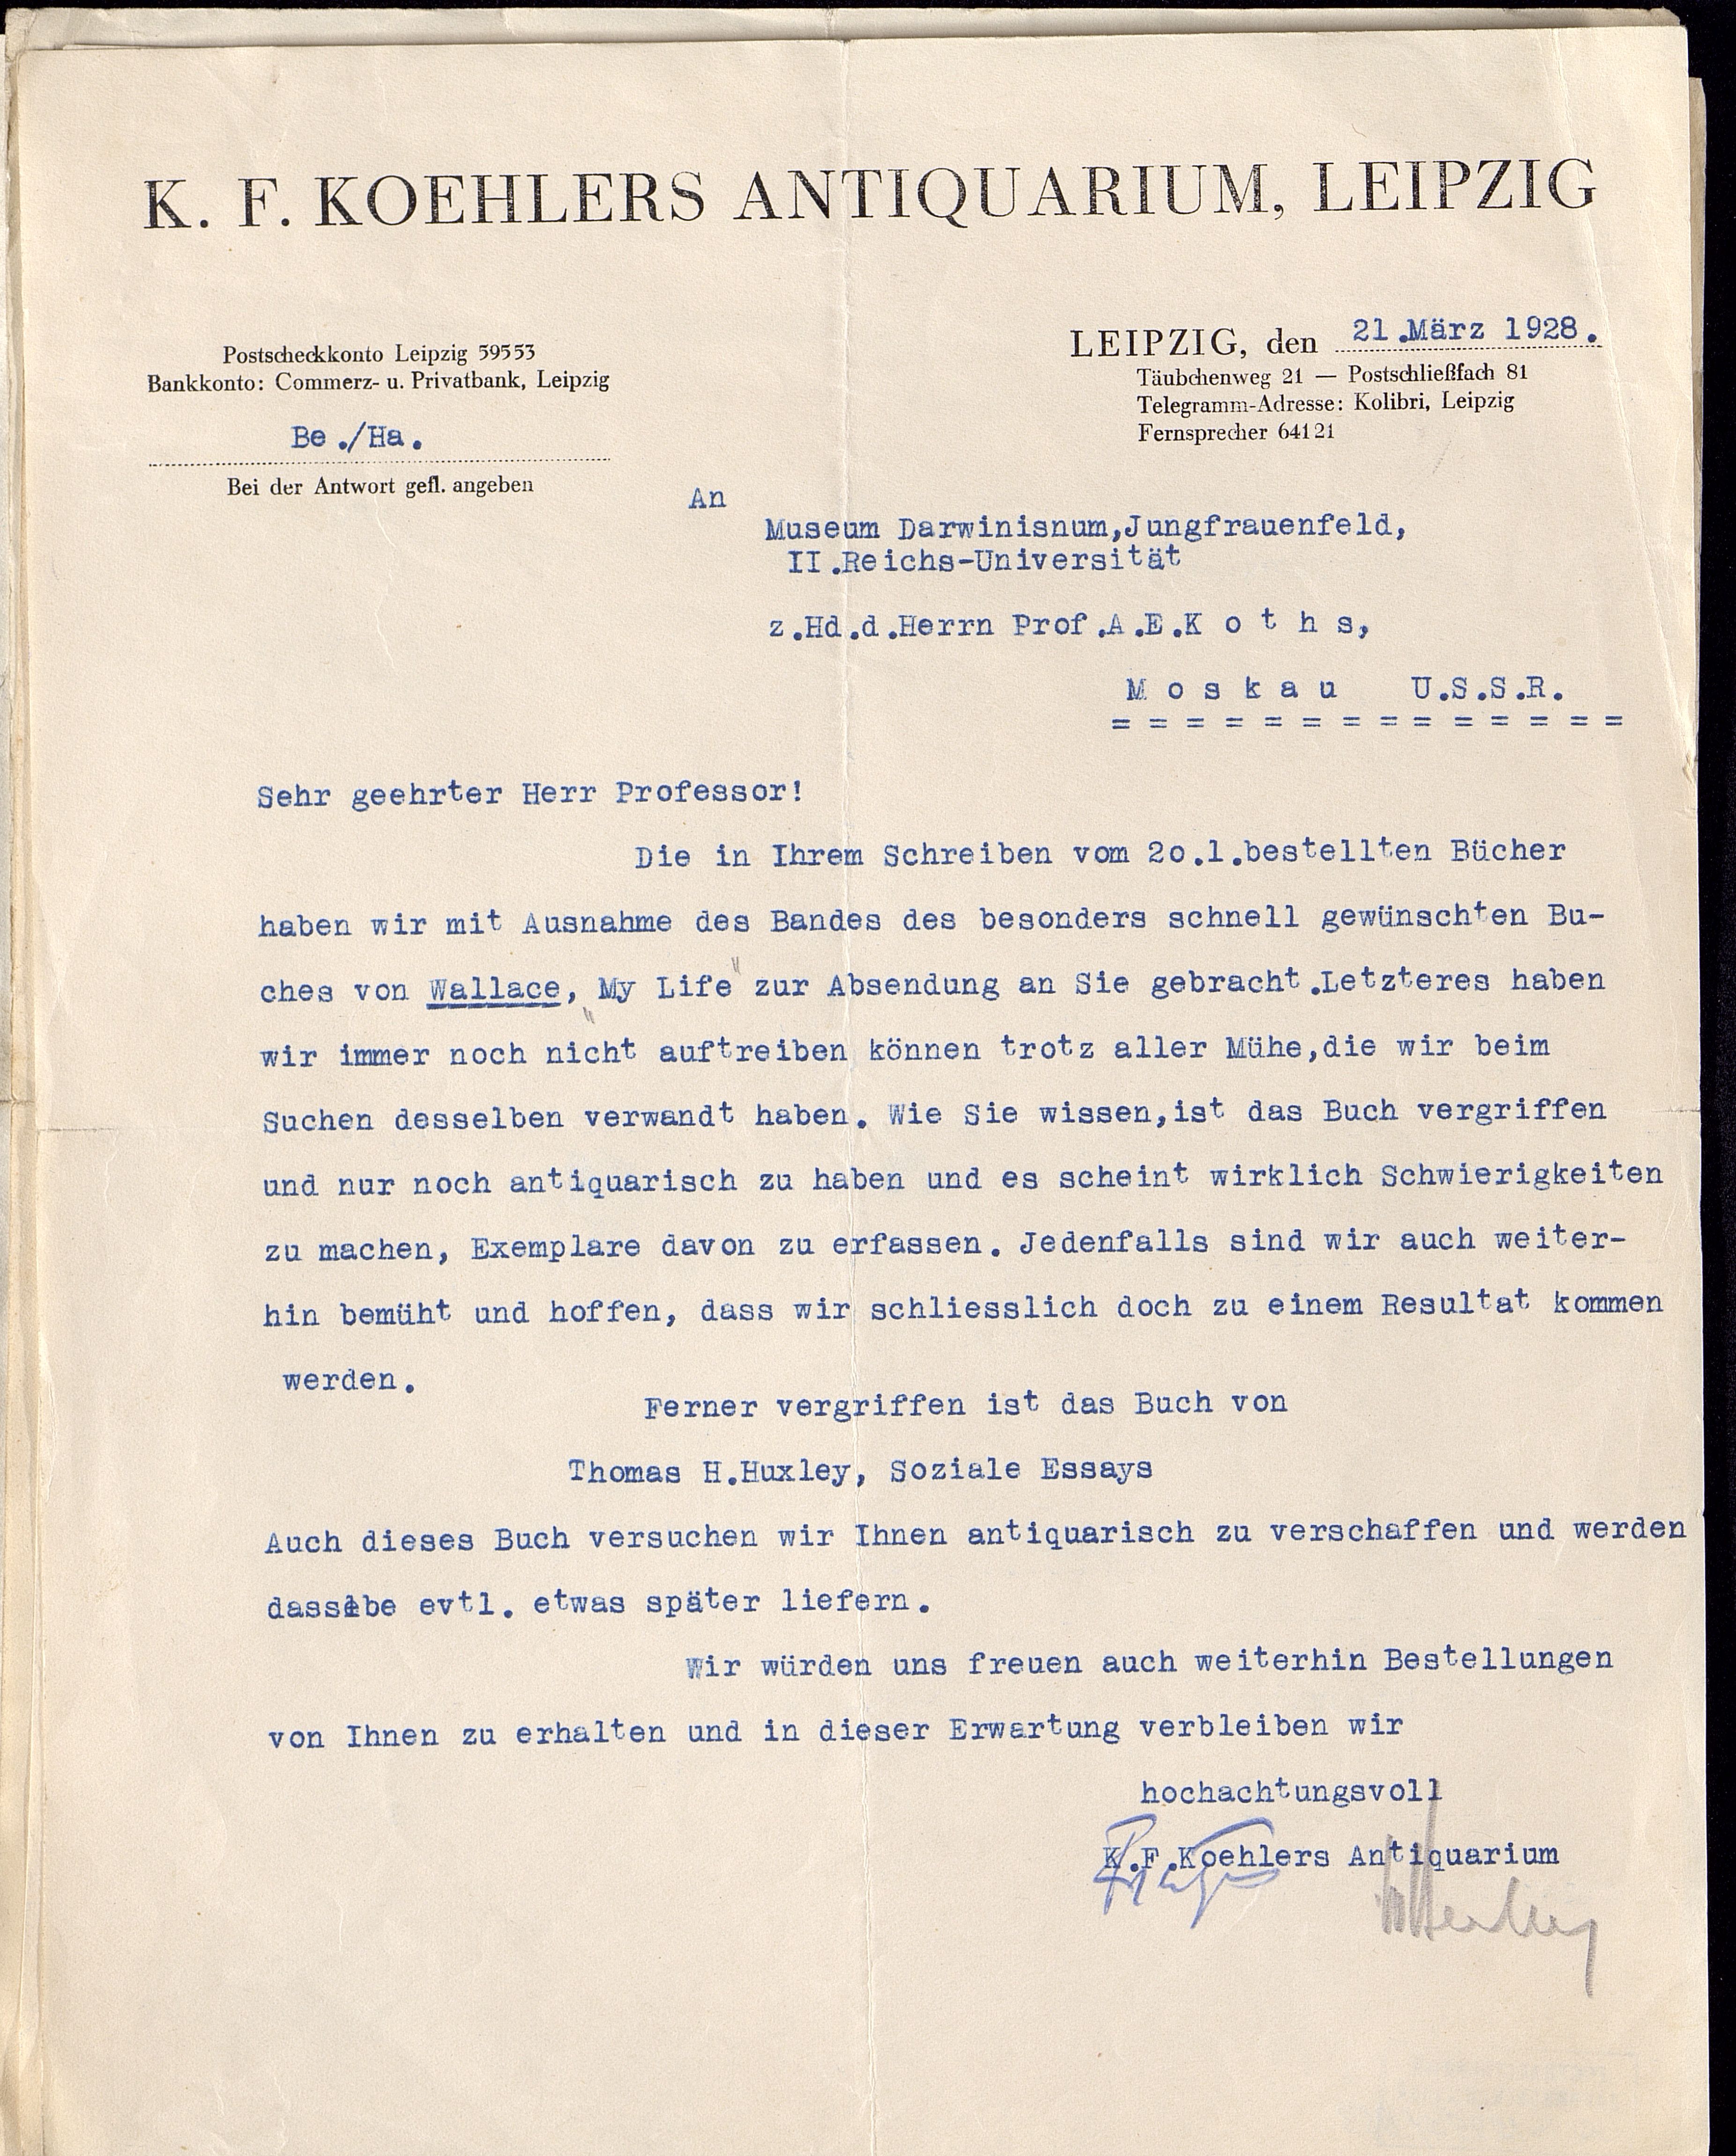 K. F. KOEHLERS ANTIQUARIUM, LEIPZIG
Postscheckkonto Leipzig 59553
Bankkonto: Commerz- u. Privatbank, Leipzig
Be./Ha.
Bei der Antwort gefl. angeben
LEIPZIG, den 21.März 1928.
Täubchenweg 21 — Postschließfach 81
Telegramm-Adresse: Kolibri, Leipzig
Fernsprecher 64121
An
Museum Darwinisnum,Jungfrauenfeld,
II.Reichs-Universität
z.Hd.d.Herrn Prof.A.E.K o t h s,
M o s k a u U.S.S.R.
= = = = = = = = = = = = = =
Sehr geehrter Herr Professor!
Die in Ihrem Schreiben vom 2o.1.bestellten Bücher
haben wir mit Ausnahme des Bandes des besonders schnell gewünschten Bu-
ches von Wallace, „My Life" zur Absendung an Sie gebracht.Letzteres haben
wir immer noch nicht auftreiben können trotz aller Mühe,die wir beim
Suchen desselben verwandt haben. Wie Sie wissen,ist das Buch vergriffen
und nur noch antiquarisch zu haben und es scheint wirklich Schwierigkeiten
zu machen, Exemplare davon zu erfassen. Jedenfalls sind wir auch weiter-
hin bemüht und hoffen, dass wir schliesslich doch zu einem Resultat kommen
werden.
Ferner vergriffen ist das Buch von
Thomas H.Huxley, Soziale Essays
Auch dieses Buch versuchen wir Ihnen antiquarisch zu verschaffen und werden
evtl. etwas später liefern.
Wir würden uns freuen auch weiterhin Bestellungen
von Ihnen zu erhalten und in dieser Erwartung verbleiben wir
hochachtungsvoll
K.F.Koehlers Antiquarium